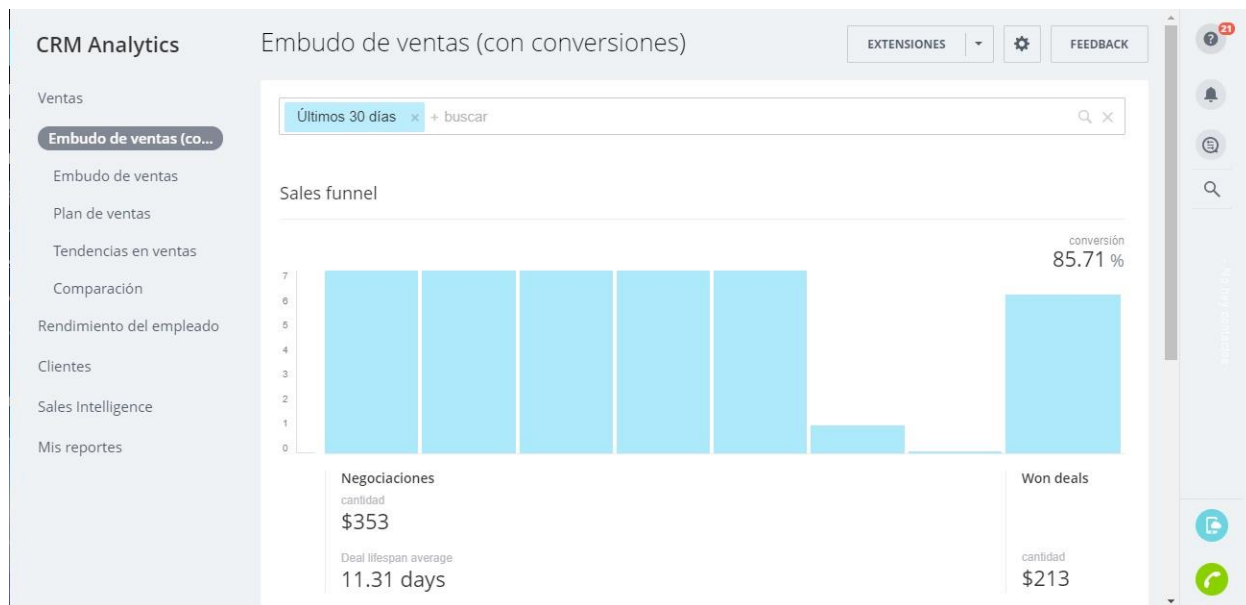 CRM Analytics
Ventas
Embudo de ventas (co...
Embudo de ventas
Plan de ventas
Tendencias en ventas
Comparación
Rendimiento del empleado
Clientes
Sales Intelligence
Mis reportes
Embudo de ventas (con conversiones)
EXTENSIONES
FEEDBACK
Últimos 30 días × + buscar
Sales funnel
conversión
85.71 %
7
6
5
4
3
2
1
0
Negociaciones
cantidad
$353
Deal lifespan average
11.31 days
Won deals
cantidad
$213
21